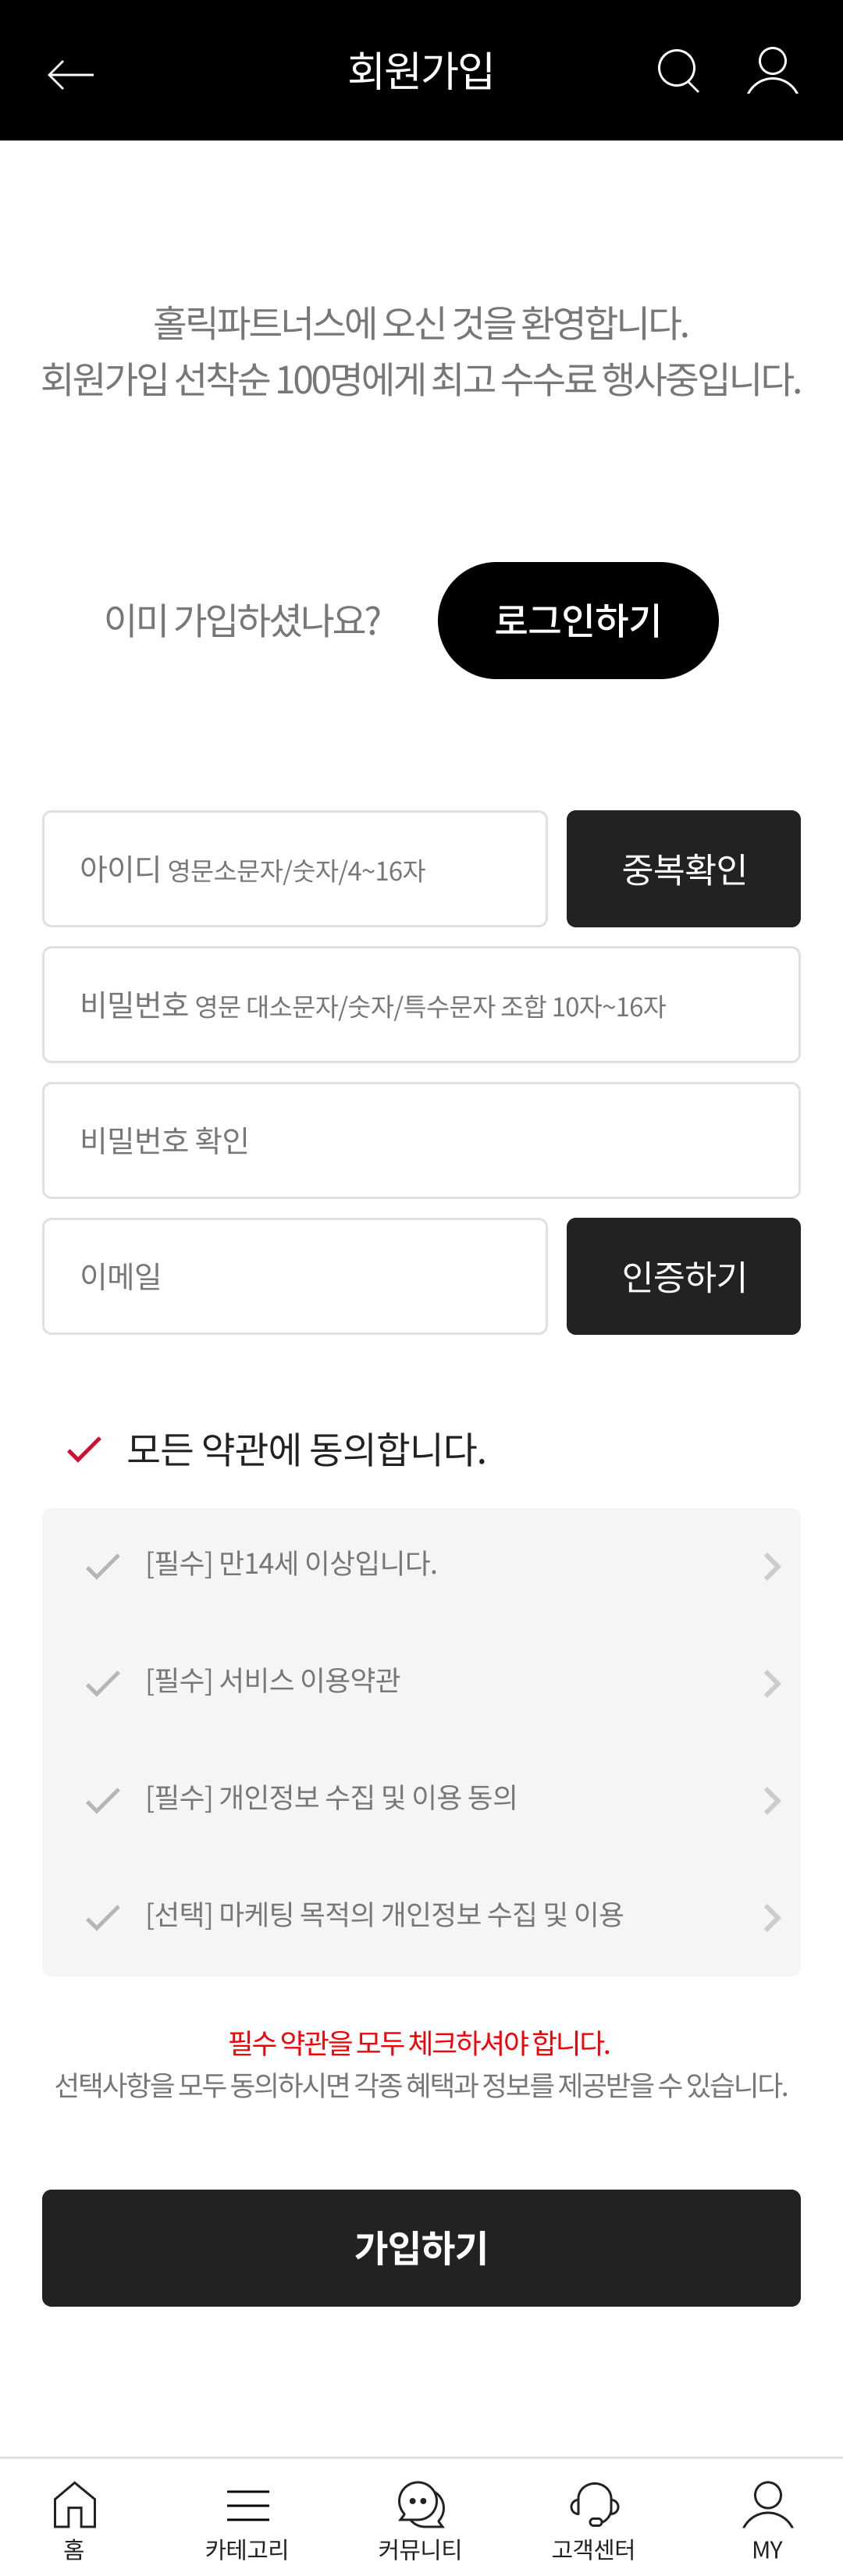 회원가입
홀릭파트너스에 오신 것을 환영합니다.
회원가입 선착순 100명에게 최고 수수료 행사중입니다.
이미 가입하셨나요?
로그인하기
아이디 영문소문자/숫자/4~16자
중복확인
비밀번호 영문 대소문자/숫자/특수문자 조합 10자~16자
비밀번호 확인
이메일
인증하기
모든 약관에 동의합니다.
[필수] 만14세 이상입니다.
[필수] 서비스 이용약관
[필수] 개인정보 수집 및 이용 동의
[선택] 마케팅 목적의 개인정보 수집 및 이용
필수 약관을 모두 체크하셔야 합니다.
선택사항을 모두 동의하시면 각종 혜택과 정보를 제공받을 수 있습니다.
가입하기
홈
카테고리
커뮤니티
고객센터
MY